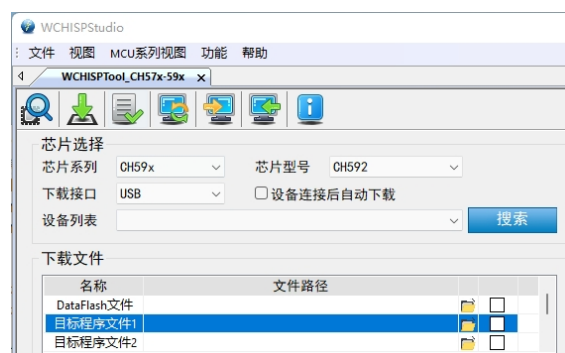 WCHISPStudio
文件 视图 MCU系列视图 功能 帮助
WCHISPTool_CH57x-59x
芯片选择
芯片系列 CH59x 芯片型号 CH592
下载接口 USB 设备连接后自动下载
设备列表 搜索
下载文件
名称 文件路径
DataFlash文件
目标程序文件1
目标程序文件2